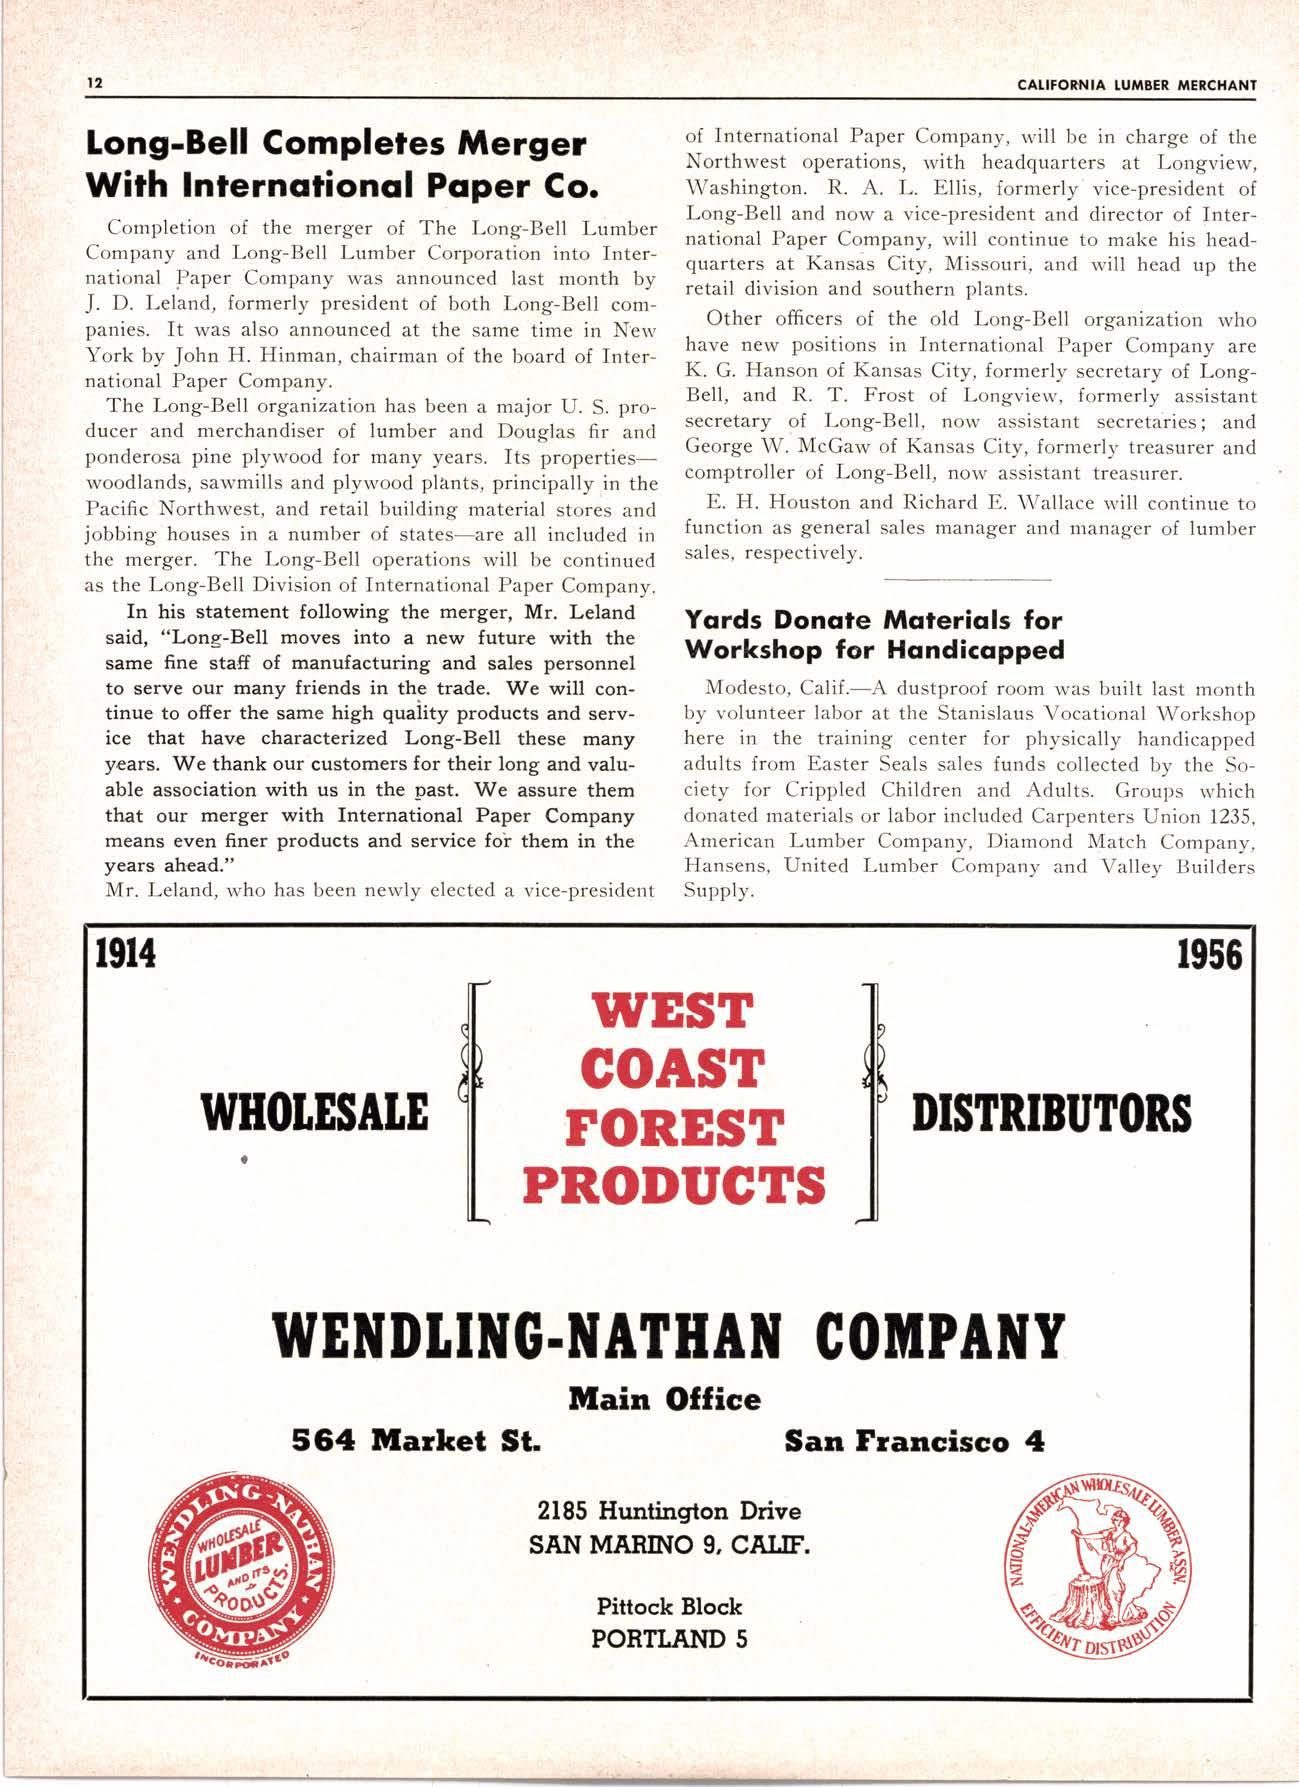 12
CALIFORNIA LUMBER MERCHANT
Long-Bell Completes Merger
With International Paper Co.
Completion of the merger of The Long-Bell Lumber
Company and Long-Bell Lumber Corporation into Inter-
national Paper Company was announced last month by
J. D. Leland, formerly president of both Long-Bell com-
panies. It was also announced at the same time in New
York by John H. Hinman, chairman of the board of Inter-
national Paper Company.
The Long-Bell organization has been a major U. S. pro-
ducer and merchandiser of lumber and Douglas fir and
ponderosa pine plywood for many years. Its properties—
woodlands, sawmills and plywood plants, principally in the
Pacific Northwest, and retail building material stores and
jobbing houses in a number of states—are all included in
the merger. The Long-Bell operations will be continued
as the Long-Bell Division of International Paper Company.
In his statement following the merger, Mr. Leland
said, “Long-Bell moves into a new future with the
same fine staff of manufacturing and sales personnel
to serve our many friends in the trade. We will con-
tinue to offer the same high quality products and serv-
ice that have characterized Long-Bell these many
years. We thank our customers for their long and valu-
able association with us in the past. We assure them
that our merger with International Paper Company
means even finer products and service for them in the
years ahead.”
Mr. Leland, who has been newly elected a vice-president
of International Paper Company, will be in charge of the
Northwest operations, with headquarters at Longview,
Washington. R. A. L. Ellis, formerly vice-president of
Long-Bell and now a vice-president and director of Inter-
national Paper Company, will continue to make his head-
quarters at Kansas City, Missouri, and will head up the
retail division and southern plants.
Other officers of the old Long-Bell organization who
have new positions in International Paper Company are
K. G. Hanson of Kansas City, formerly secretary of Long-
Bell, and R. T. Frost of Longview, formerly assistant
secretary of Long-Bell, now assistant secretaries; and
George W. McGaw of Kansas City, formerly treasurer and
comptroller of Long-Bell, now assistant treasurer.
E. H. Houston and Richard E. Wallace will continue to
function as general sales manager and manager of lumber
sales, respectively.
Yards Donate Materials for
Workshop for Handicapped
Modesto, Calif.—A dustproof room was built last month
by volunteer labor at the Stanislaus Vocational Workshop
here in the training center for physically handicapped
adults from Easter Seals sales funds collected by the So-
ciety for Crippled Children and Adults. Groups which
donated materials or labor included Carpenters Union 1235,
American Lumber Company, Diamond Match Company,
Hansens, United Lumber Company and Valley Builders
Supply.
1914
1956
WHOLESALE
WEST
COAST
FOREST
PRODUCTS
DISTRIBUTORS
WENDLING-NATHAN COMPANY
Main Office
564 Market St.
San Francisco 4
2185 Huntington Drive
SAN MARINO 9, CALIF.
Pittock Block
PORTLAND 5
WENDLING-NATHAN
COMPANY
INCORPORATED
WHOLESALE
LUMBER
AND ITS
PRODUCTS.
NATIONAL-AMERICAN WHOLESALE LUMBER ASSN.
INC.
EFFICIENT DISTRIBUTION